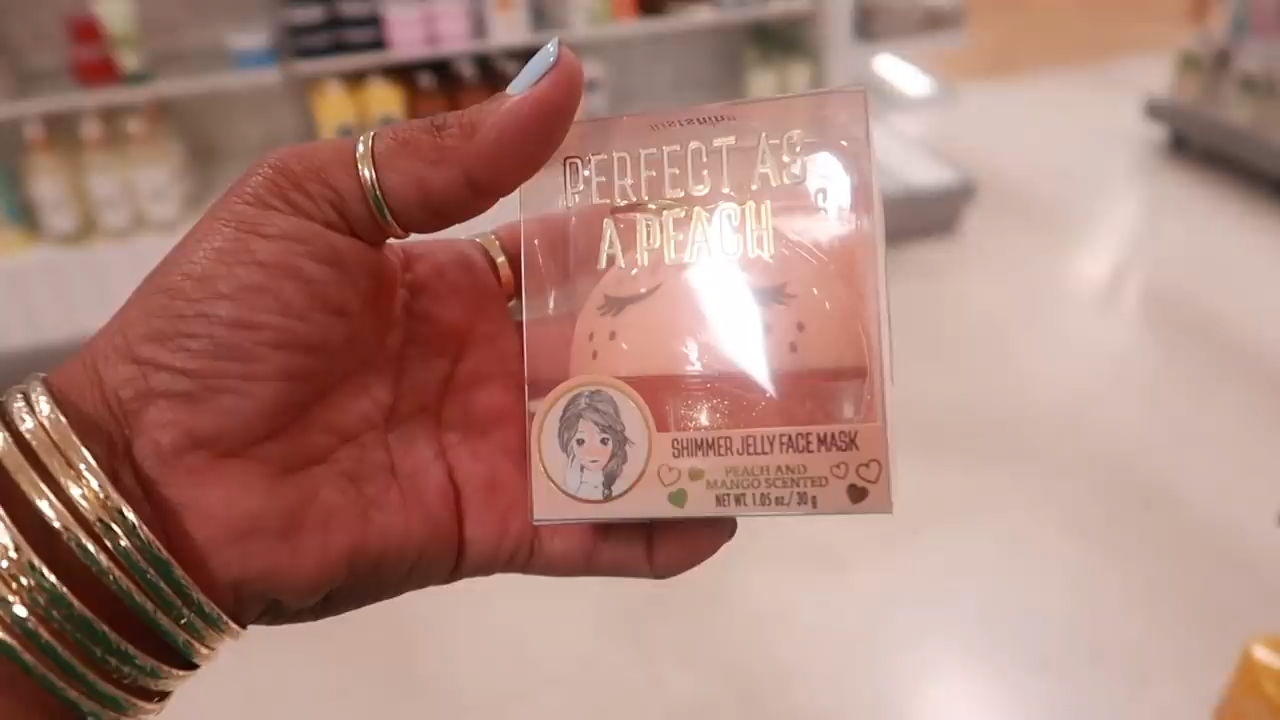 PERFECT AS
A PEACH
SHIMMER JELLY FACE MASK
PEACH AND
MANGO SCENTED
NET WT. 1.05 oz./ 30 g